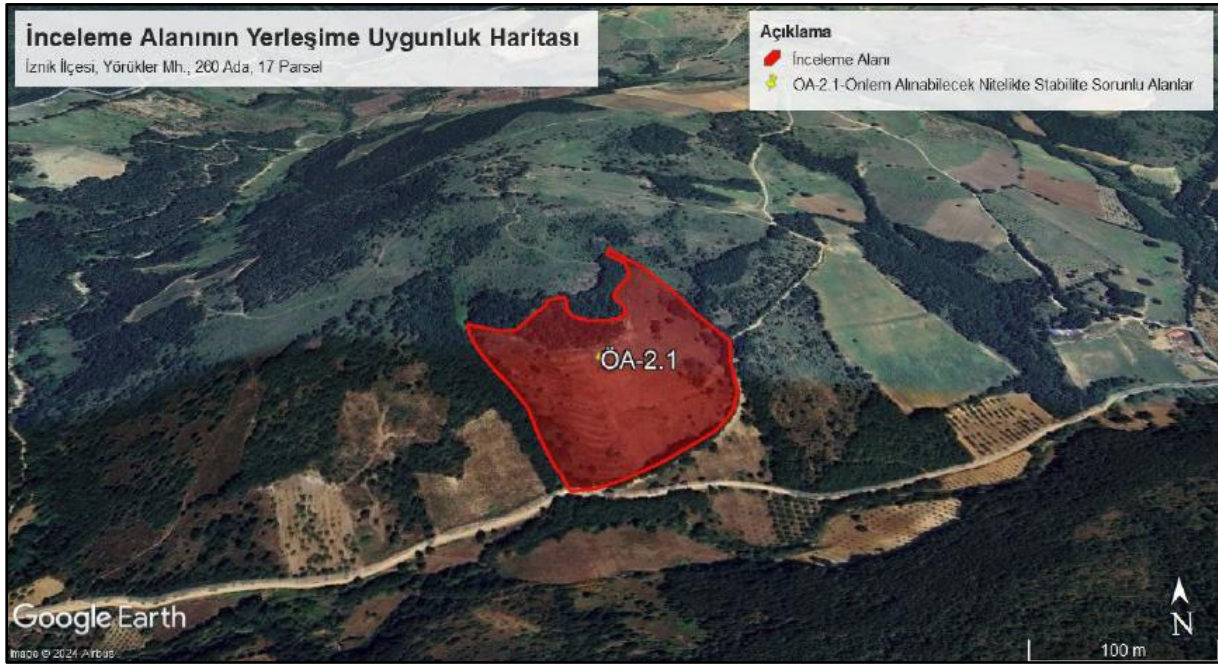 İnceleme Alanının Yerleşime Uygunluk Haritası
İznik İlçesi, Yörükler Mh., 260 Ada, 17 Parsel
Açıklama
İnceleme Alanı
ÖA-2.1-Önlem Alınabilecek Nitelikte Stabilite Sorunlu Alanlar
ÖA-2.1
Google Earth
Image © 2024 Airbus
N
100 m